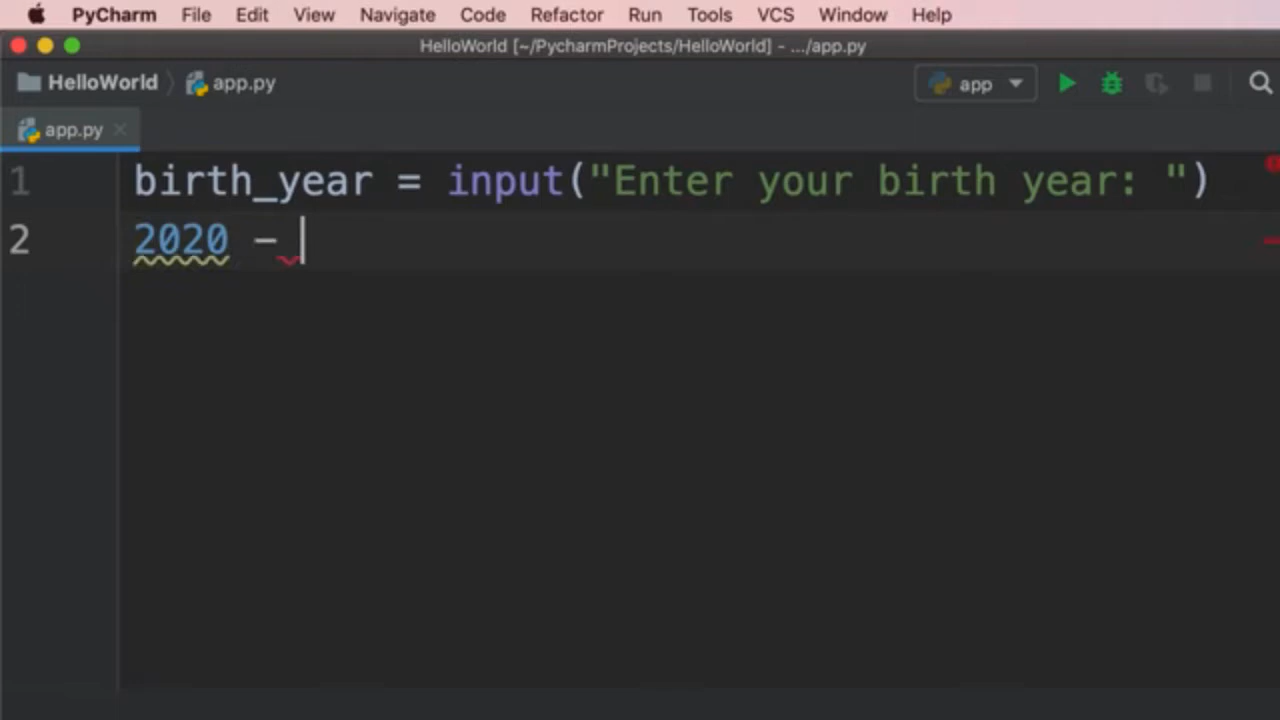 PyCharm File Edit View Navigate Code Refactor Run Tools VCS Window Help
HelloWorld [~/PycharmProjects/HelloWorld] - .../app.py
HelloWorld app.py app
app.py
1 birth_year = input("Enter your birth year: ")
2 2020 -